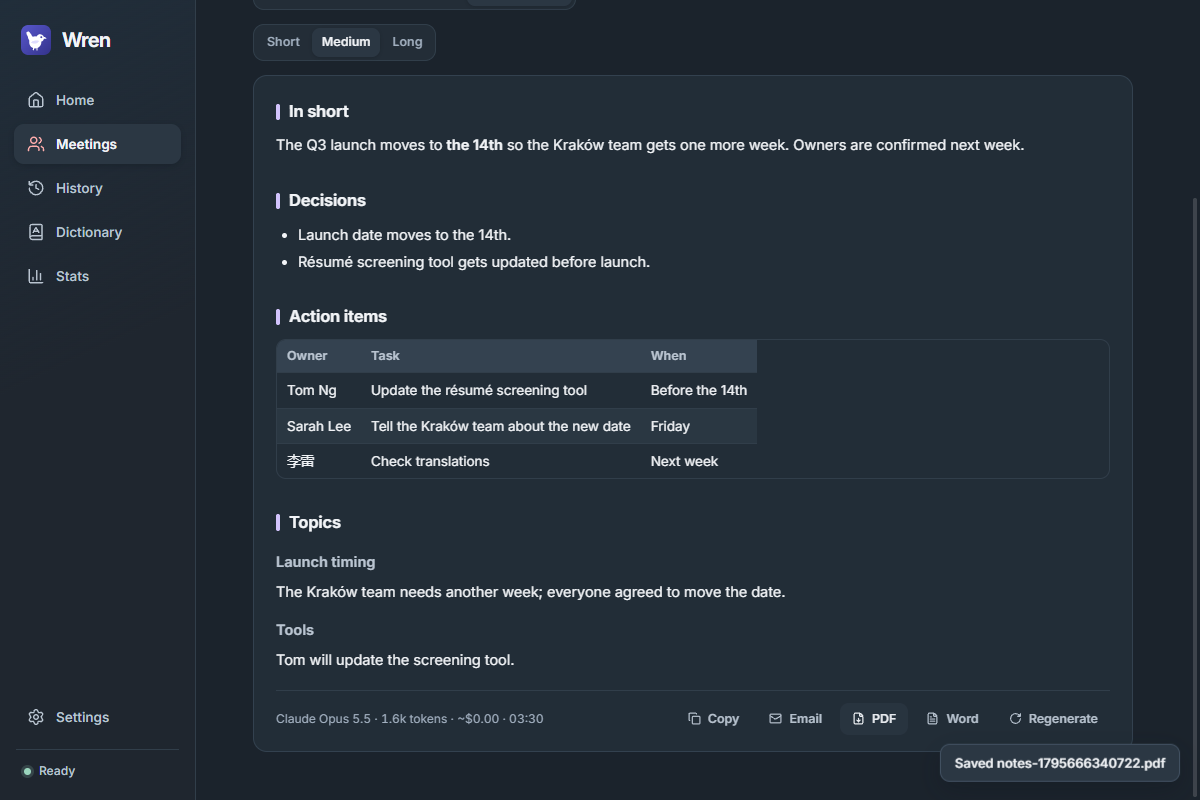 Wren
Home
Meetings
History
Dictionary
Stats
Settings
Ready
Short Medium Long
In short
The Q3 launch moves to the 14th so the Kraków team gets one more week. Owners are confirmed next week.
Decisions
• Launch date moves to the 14th.
• Résumé screening tool gets updated before launch.
Action items
Owner Task When
Tom Ng Update the résumé screening tool Before the 14th
Sarah Lee Tell the Kraków team about the new date Friday
李雷 Check translations Next week
Topics
Launch timing
The Kraków team needs another week; everyone agreed to move the date.
Tools
Tom will update the screening tool.
Claude Opus 5.5 · 1.6k tokens · ~$0.00 · 03:30 Copy Email PDF Word Regenerate
Saved notes-1795666340722.pdf